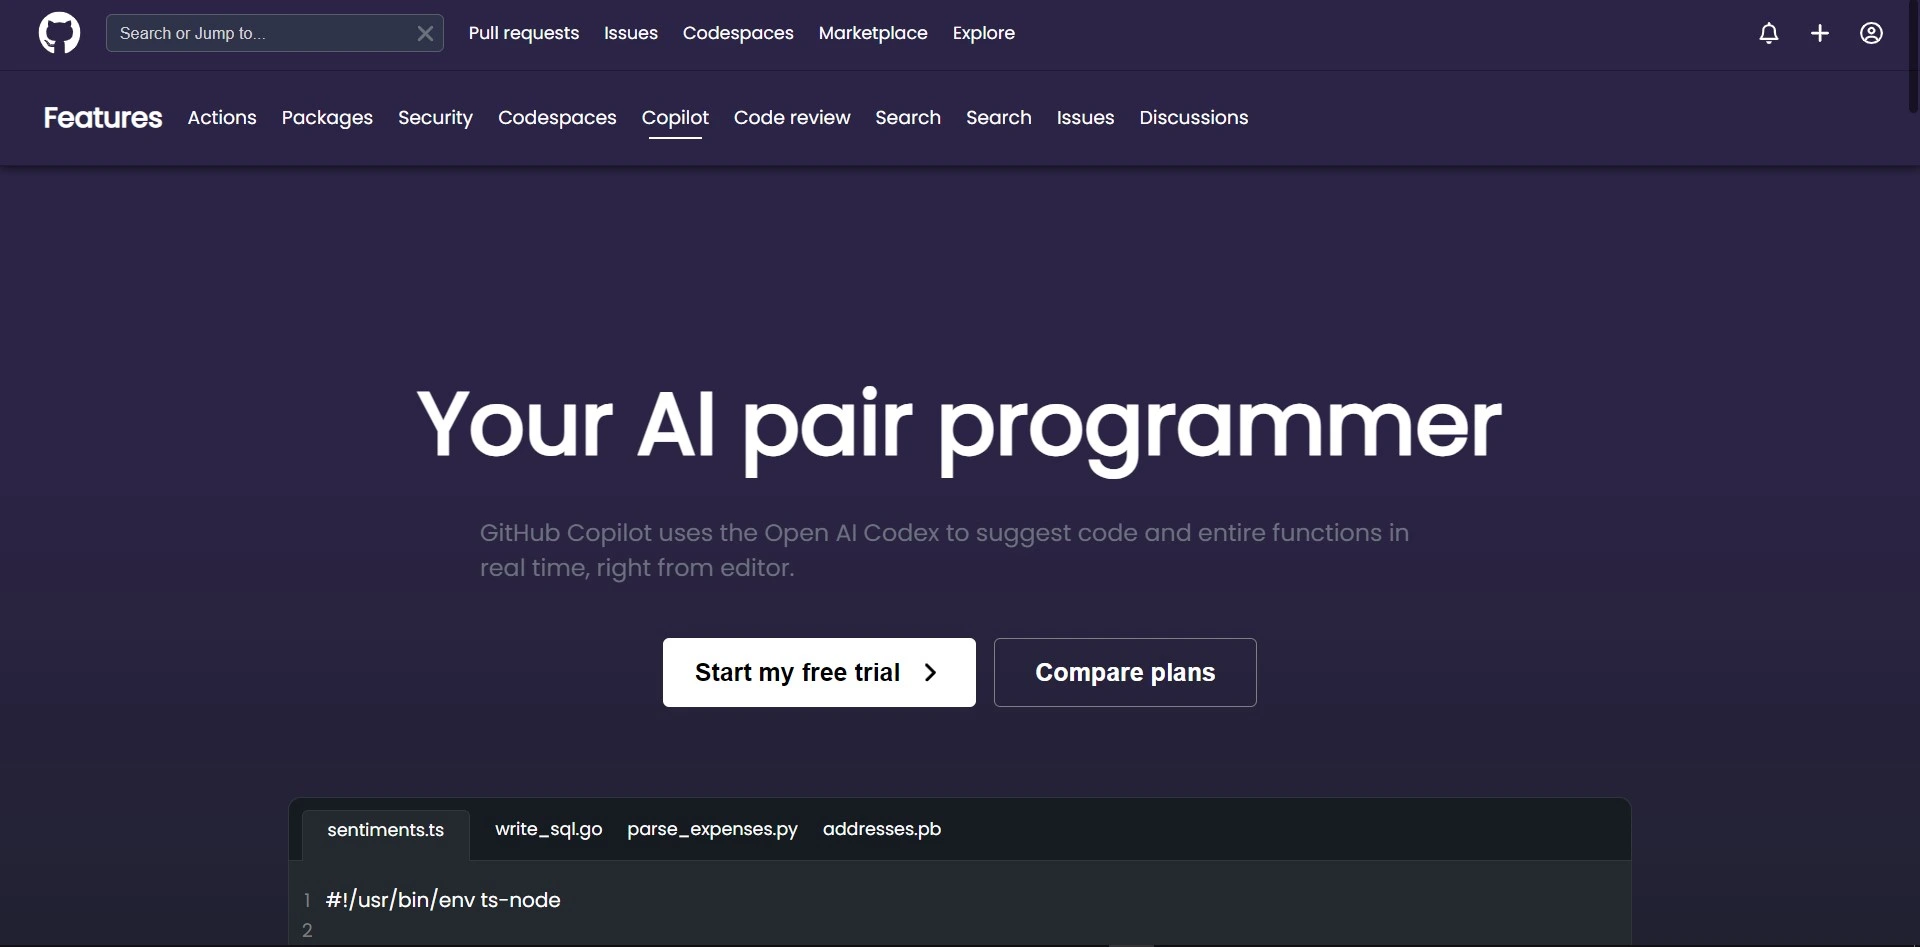 Search or Jump to...
Pull requests Issues Codespaces Marketplace Explore
Features Actions Packages Security Codespaces Copilot Code review Search Search Issues Discussions
Your AI pair programmer
GitHub Copilot uses the Open AI Codex to suggest code and entire functions in
real time, right from editor.
Start my free trial
Compare plans
sentiments.ts write_sql.go parse_expenses.py addresses.pb
1 #!/usr/bin/env ts-node
2